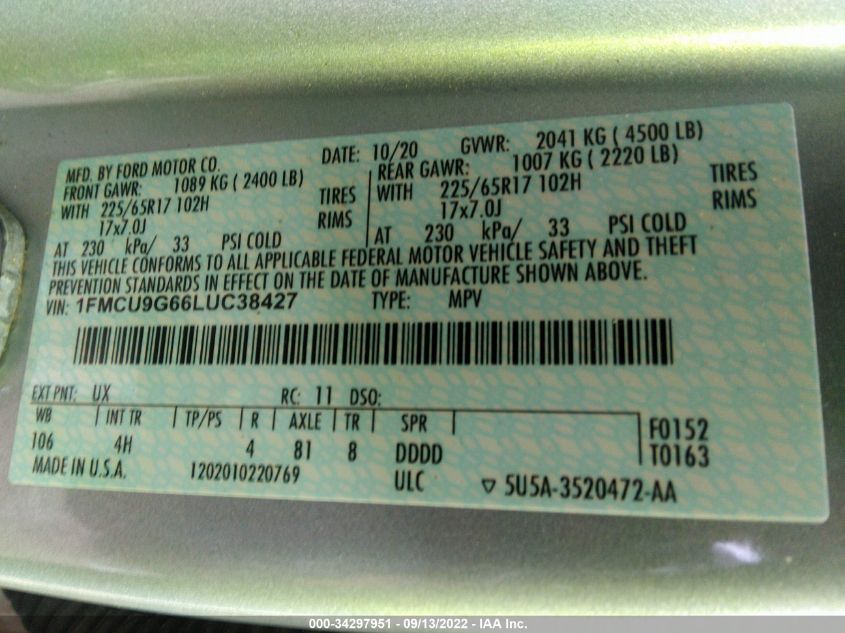 MFD. BY FORD MOTOR CO. DATE: 10/20 GVWR: 2041 KG ( 4500 LB)
FRONT GAWR: 1089 KG ( 2400 LB) REAR GAWR: 1007 KG ( 2220 LB)
WITH 225/65R17 102H TIRES WITH 225/65R17 102H TIRES
17x7.0J RIMS 17x7.0J RIMS
AT 230 kPa/ 33 PSI COLD AT 230 kPa/ 33 PSI COLD
THIS VEHICLE CONFORMS TO ALL APPLICABLE FEDERAL MOTOR VEHICLE SAFETY AND THEFT
PREVENTION STANDARDS IN EFFECT ON THE DATE OF MANUFACTURE SHOWN ABOVE.
VIN: 1FMCU9G66LUC38427 TYPE: MPV
EXT PNT: UX RC: 11 DSO:
WB INT TR TP/PS R AXLE TR SPR F0152
106 4H 4 81 8 DDDD T0163
MADE IN U.S.A. 1202010220769 ULC ▽ 5U5A-3520472-AA
000-34297951 - 09/13/2022 - IAA Inc.